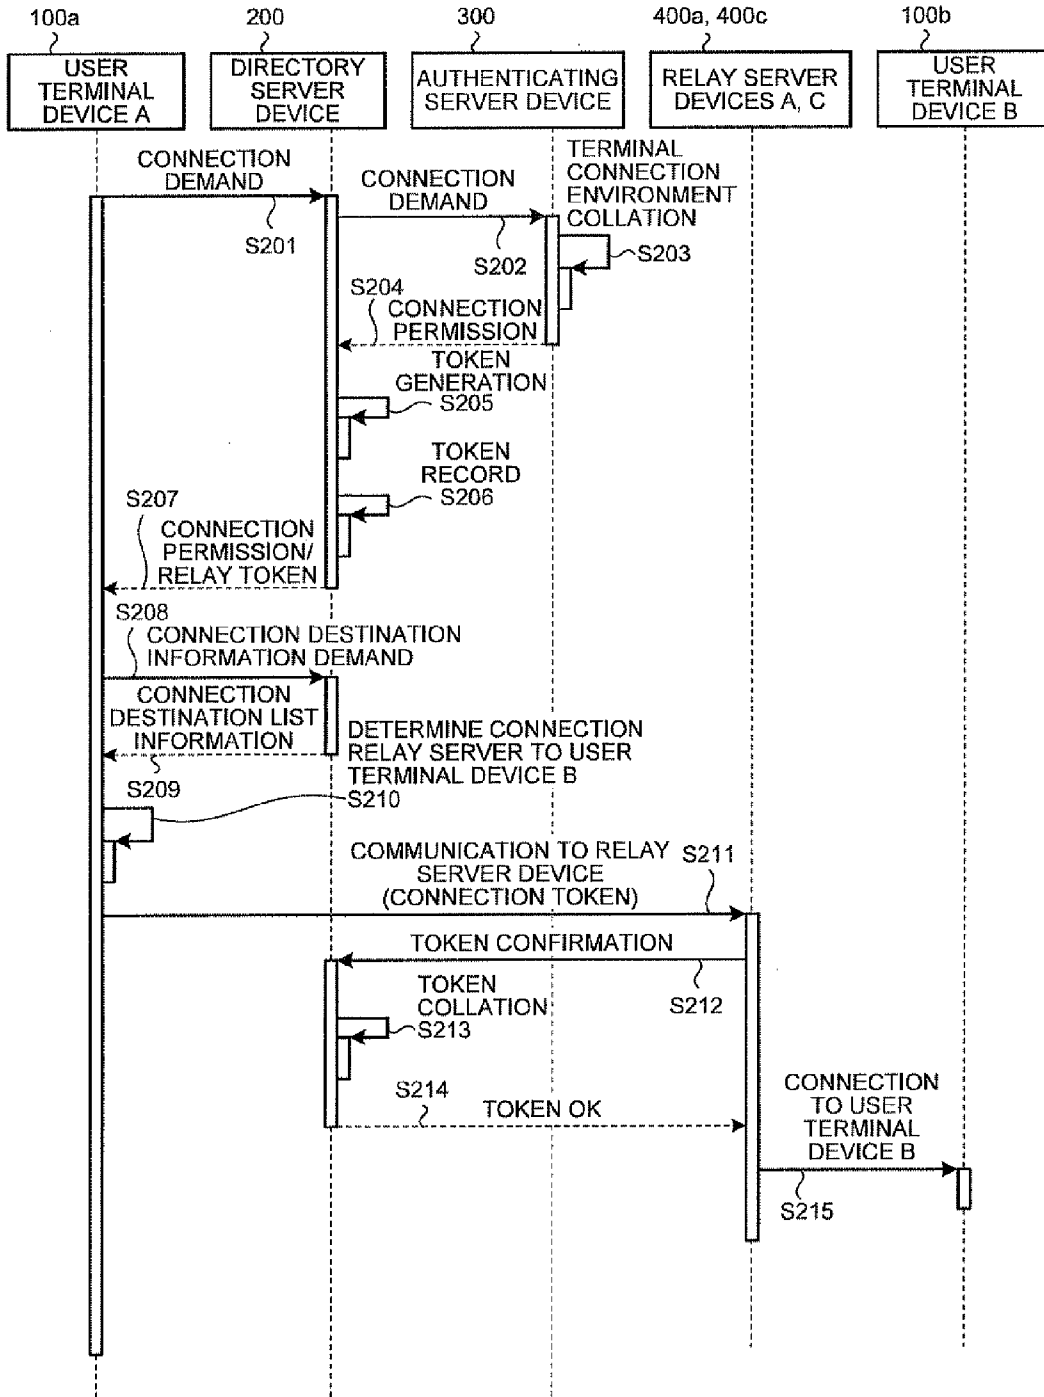 100a
200
300
400a, 400c
100b
USER
TERMINAL
DEVICE A
DIRECTORY
SERVER
DEVICE
AUTHENTICATING
SERVER DEVICE
RELAY SERVER
DEVICES A, C
USER
TERMINAL
DEVICE B
CONNECTION
DEMAND
S201
CONNECTION
DEMAND
S202
TERMINAL
CONNECTION
ENVIRONMENT
COLLATION
S203
S204
CONNECTION
PERMISSION
TOKEN
GENERATION
S205
TOKEN
RECORD
S206
S207
CONNECTION
PERMISSION/
RELAY TOKEN
S208
CONNECTION DESTINATION
INFORMATION DEMAND
CONNECTION
DESTINATION LIST
INFORMATION
S209
DETERMINE CONNECTION
RELAY SERVER TO USER
TERMINAL DEVICE B
S210
COMMUNICATION TO RELAY
SERVER DEVICE
(CONNECTION TOKEN)
S211
TOKEN CONFIRMATION
S212
TOKEN
COLLATION
S213
S214
TOKEN OK
CONNECTION
TO USER
TERMINAL
DEVICE B
S215